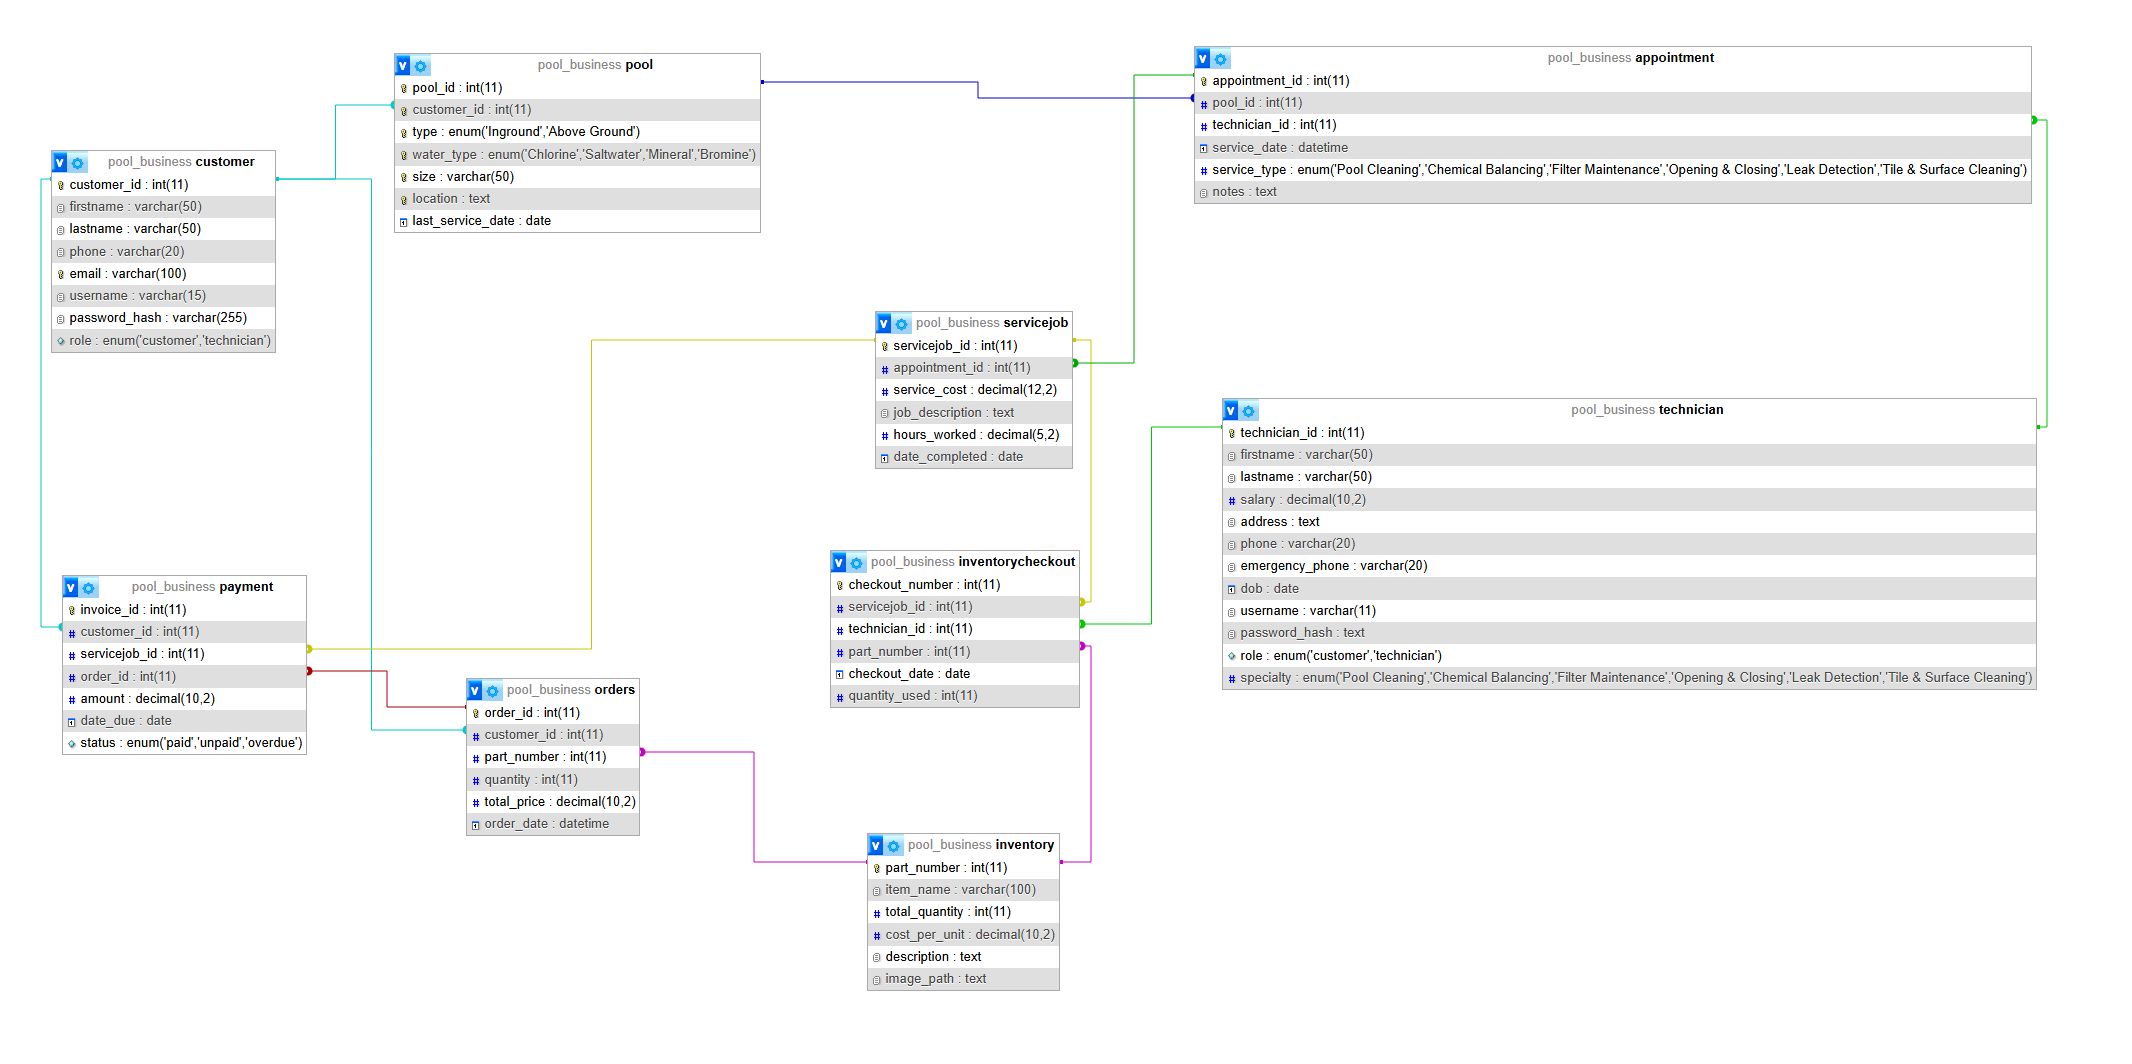 pool_business pool
pool_id : int(11)
customer_id : int(11)
type : enum('Inground','Above Ground')
water_type : enum('Chlorine','Saltwater','Mineral','Bromine')
size : varchar(50)
location : text
last_service_date : date
pool_business appointment
appointment_id : int(11)
pool_id : int(11)
technician_id : int(11)
service_date : datetime
service_type : enum('Pool Cleaning','Chemical Balancing','Filter Maintenance','Opening & Closing','Leak Detection','Tile & Surface Cleaning')
notes : text
pool_business customer
customer_id : int(11)
firstname : varchar(50)
lastname : varchar(50)
phone : varchar(20)
email : varchar(100)
username : varchar(15)
password_hash : varchar(255)
role : enum('customer','technician')
pool_business servicejob
servicejob_id : int(11)
appointment_id : int(11)
service_cost : decimal(12,2)
job_description : text
hours_worked : decimal(5,2)
date_completed : date
pool_business technician
technician_id : int(11)
firstname : varchar(50)
lastname : varchar(50)
salary : decimal(10,2)
address : text
phone : varchar(20)
emergency_phone : varchar(20)
dob : date
username : varchar(11)
password_hash : text
role : enum('customer','technician')
specialty : enum('Pool Cleaning','Chemical Balancing','Filter Maintenance','Opening & Closing','Leak Detection','Tile & Surface Cleaning')
pool_business inventorycheckout
checkout_number : int(11)
servicejob_id : int(11)
technician_id : int(11)
part_number : int(11)
checkout_date : date
quantity_used : int(11)
pool_business payment
invoice_id : int(11)
customer_id : int(11)
servicejob_id : int(11)
order_id : int(11)
amount : decimal(10,2)
date_due : date
status : enum('paid','unpaid','overdue')
pool_business orders
order_id : int(11)
customer_id : int(11)
part_number : int(11)
quantity : int(11)
total_price : decimal(10,2)
order_date : datetime
pool_business inventory
part_number : int(11)
item_name : varchar(100)
total_quantity : int(11)
cost_per_unit : decimal(10,2)
description : text
image_path : text